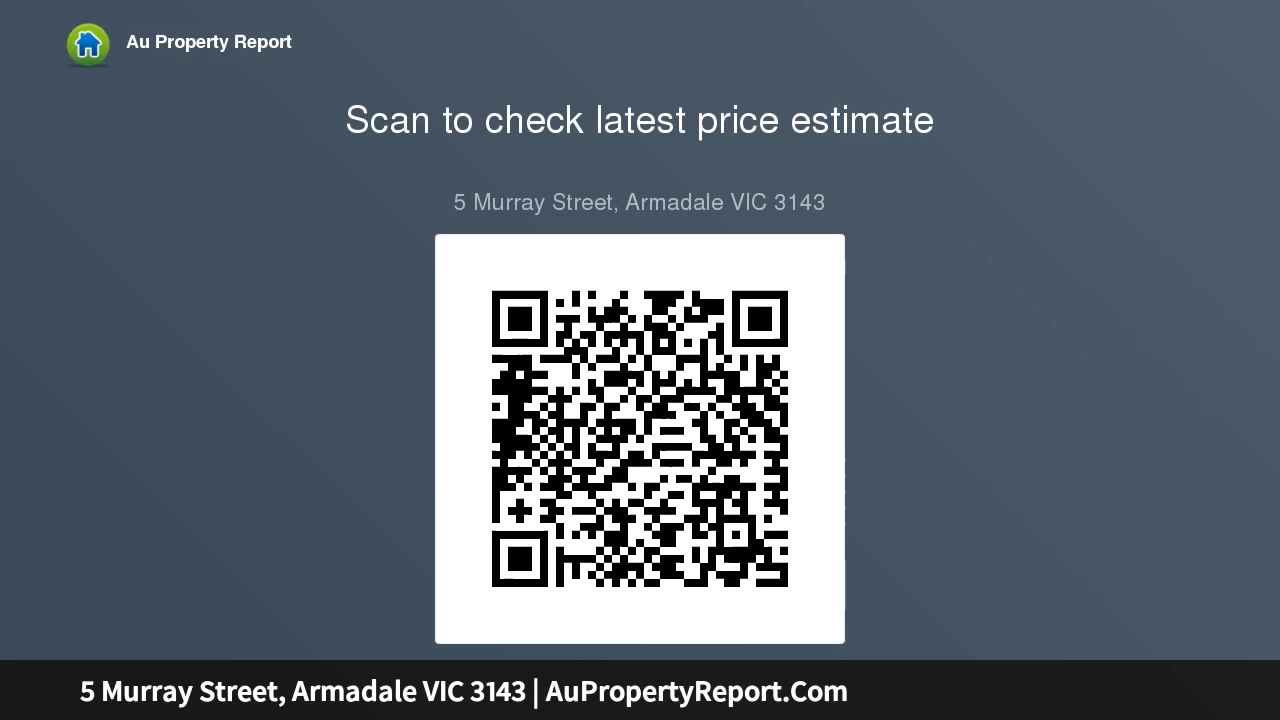 Au Property Report
Scan to check latest price estimate
5 Murray Street, Armadale VIC 3143
5 Murray Street, Armadale VIC 3143 | AuPropertyReport.Com